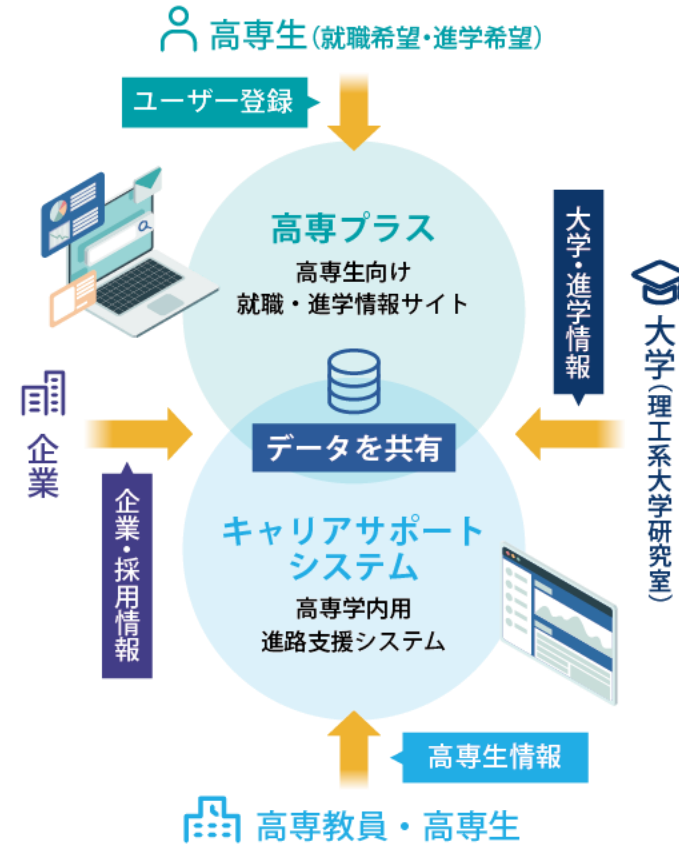 高専生(就職希望・進学希望)
ユーザー登録
高専プラス
高専生向け
就職・進学情報サイト
大学・進学情報
大学(理工系大学研究室)
企業
データを共有
企業・採用情報
キャリアサポート
システム
高専学内用
進路支援システム
高専生情報
高専教員・高専生